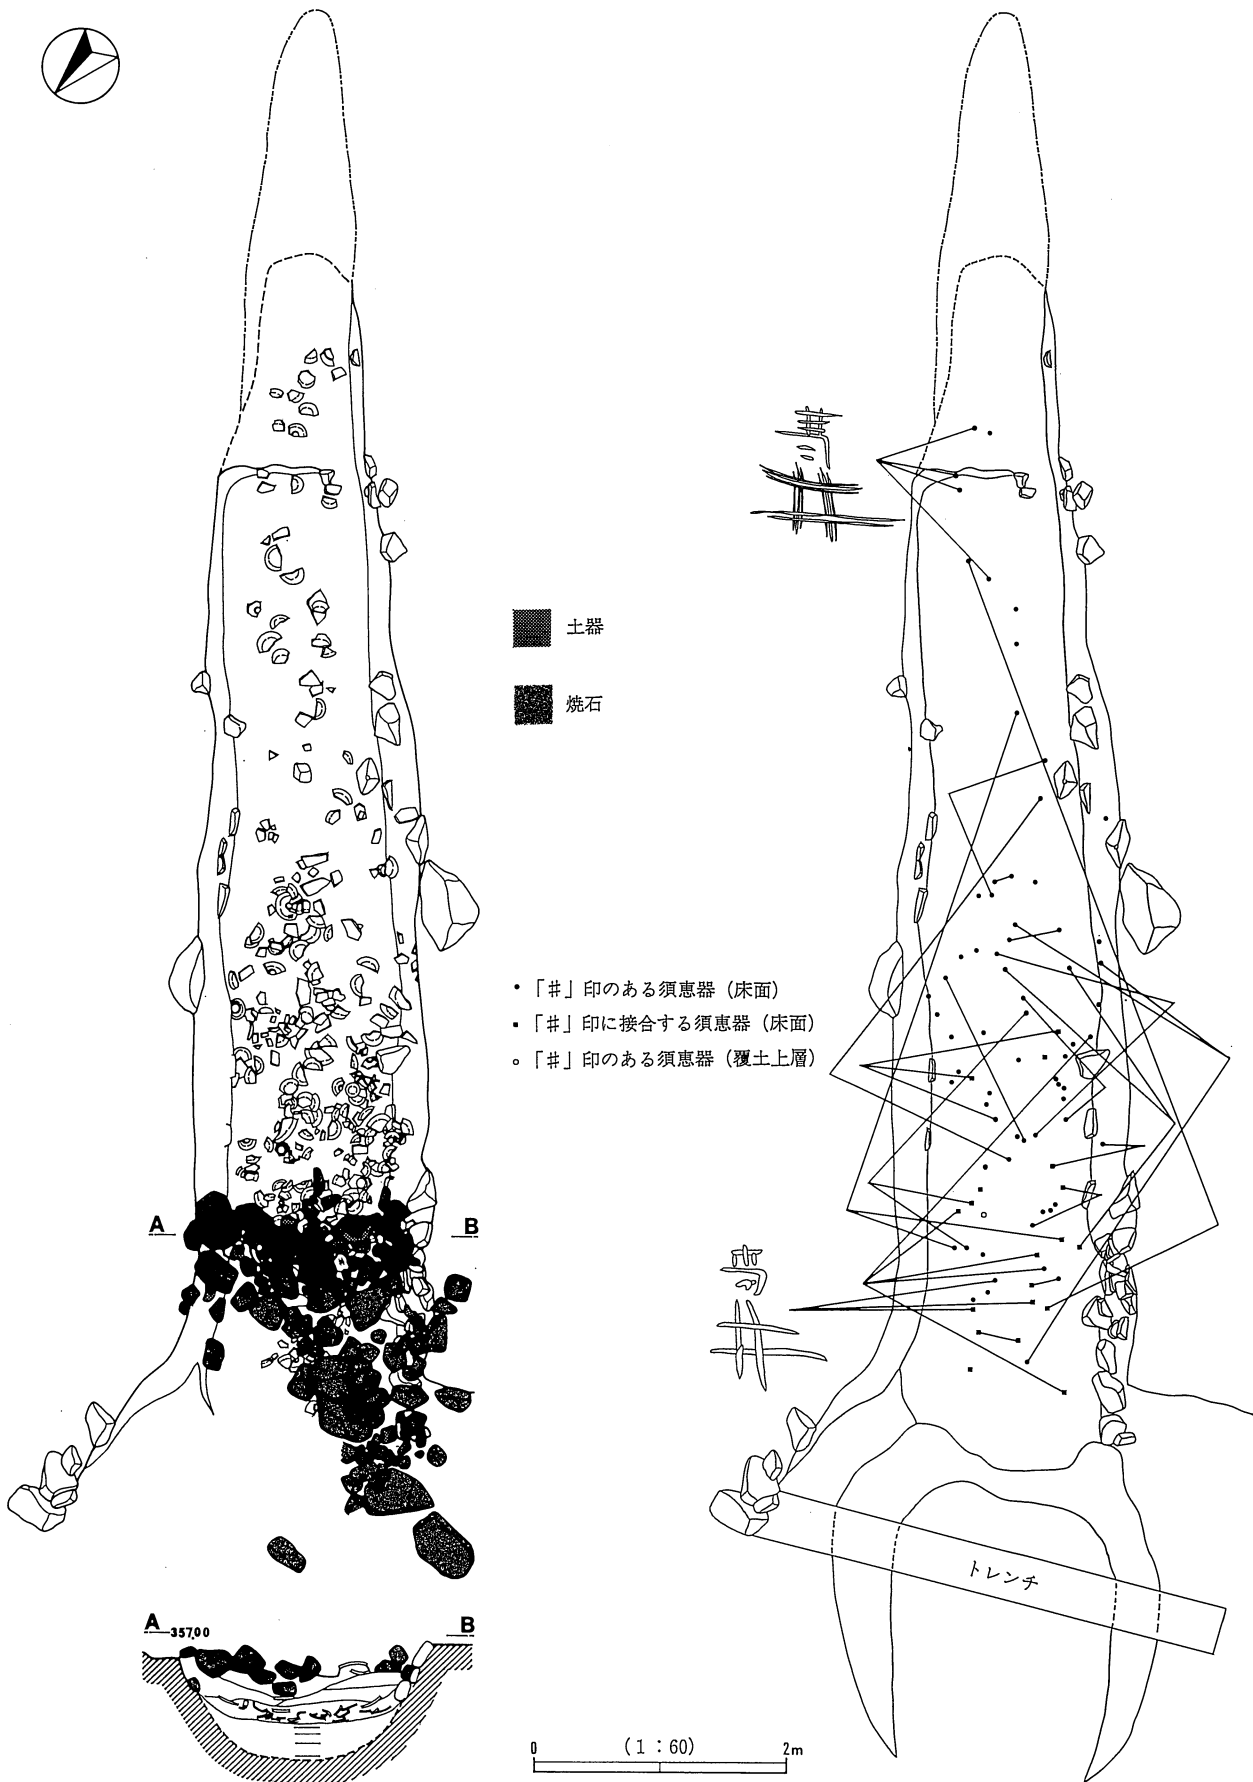 土器
焼石
• 「#」印のある須恵器 (床面)
▪ 「#」印に接合する須恵器 (床面)
○ 「#」印のある須恵器 (覆土上層)
A B
トレンチ
A 357.00 B
0 (1:60) 2m